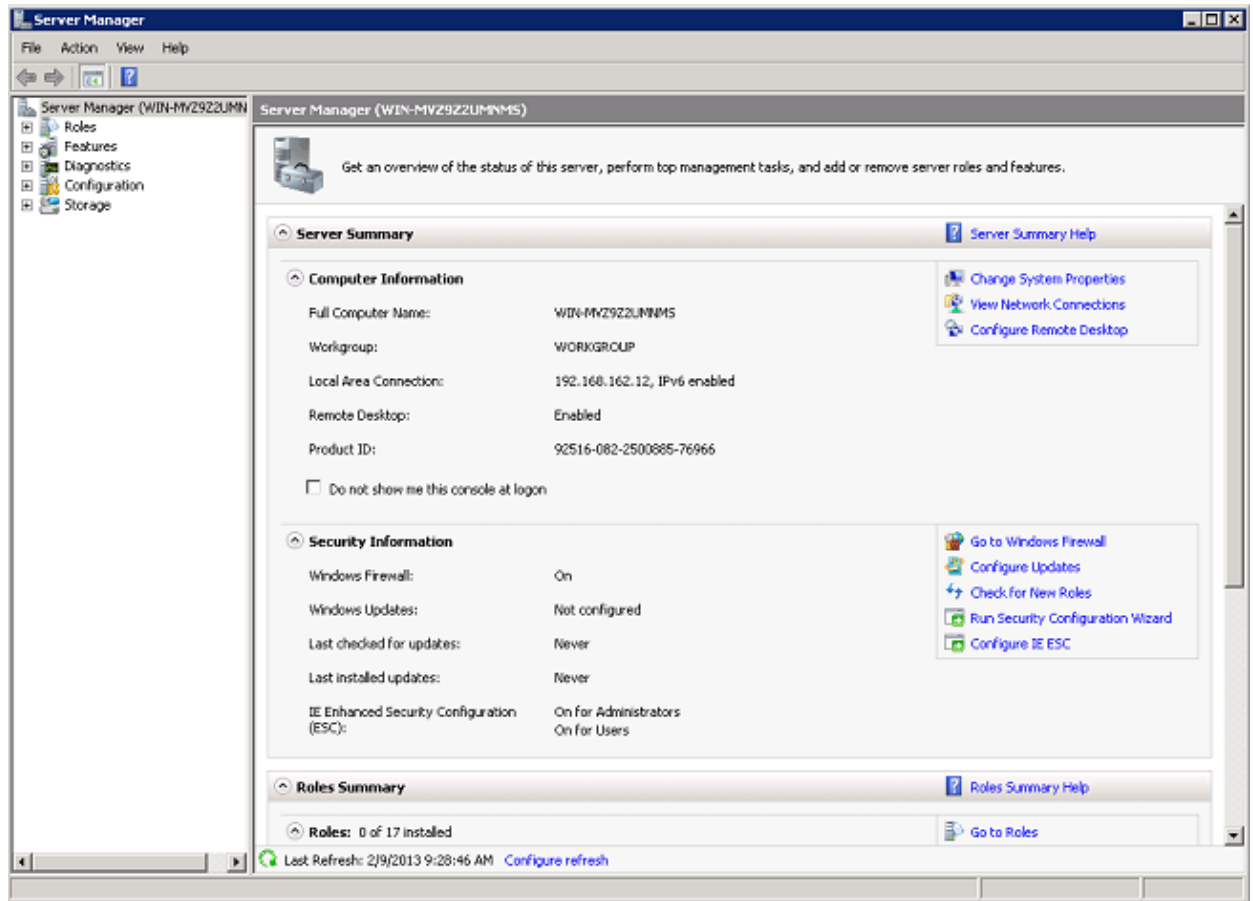 Server Manager
File Action View Help
Server Manager (WIN-MVZ9Z2UMN
Roles
Features
Diagnostics
Configuration
Storage
Server Manager (WIN-MVZ9Z2UMNMS)
Get an overview of the status of this server, perform top management tasks, and add or remove server roles and features.
Server Summary
Server Summary Help
Computer Information
Full Computer Name: WIN-MVZ9Z2UMNMS
Workgroup: WORKGROUP
Local Area Connection: 192.168.162.12, IPv6 enabled
Remote Desktop: Enabled
Product ID: 92516-082-2500885-76966
Do not show me this console at logon
Change System Properties
View Network Connections
Configure Remote Desktop
Security Information
Windows Firewall: On
Windows Updates: Not configured
Last checked for updates: Never
Last installed updates: Never
IE Enhanced Security Configuration On for Administrators
(ESC): On for Users
Go to Windows Firewall
Configure Updates
Check for New Roles
Run Security Configuration Wizard
Configure IE ESC
Roles Summary
Roles Summary Help
Roles: 0 of 17 installed
Go to Roles
Last Refresh: 2/9/2013 9:28:46 AM Configure refresh